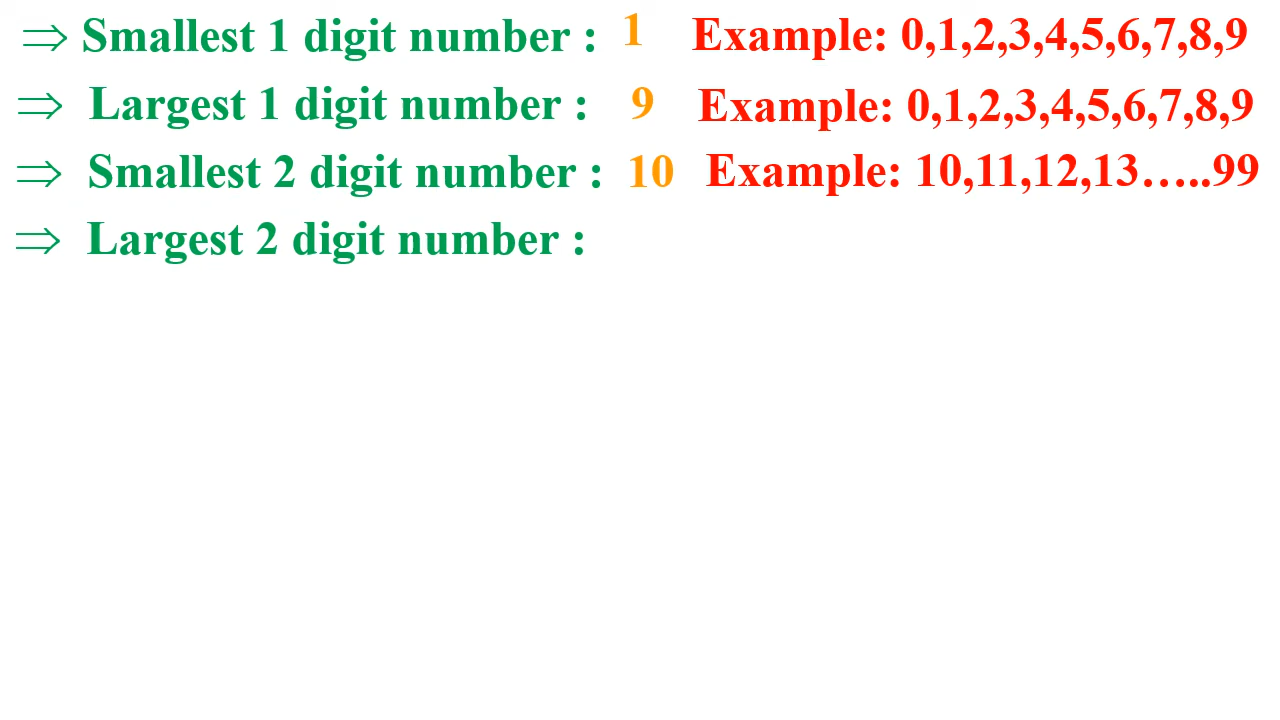 ⇒ Smallest 1 digit number : 1 Example: 0,1,2,3,4,5,6,7,8,9
⇒ Largest 1 digit number : 9 Example: 0,1,2,3,4,5,6,7,8,9
⇒ Smallest 2 digit number : 10 Example: 10,11,12,13…..99
⇒ Largest 2 digit number :